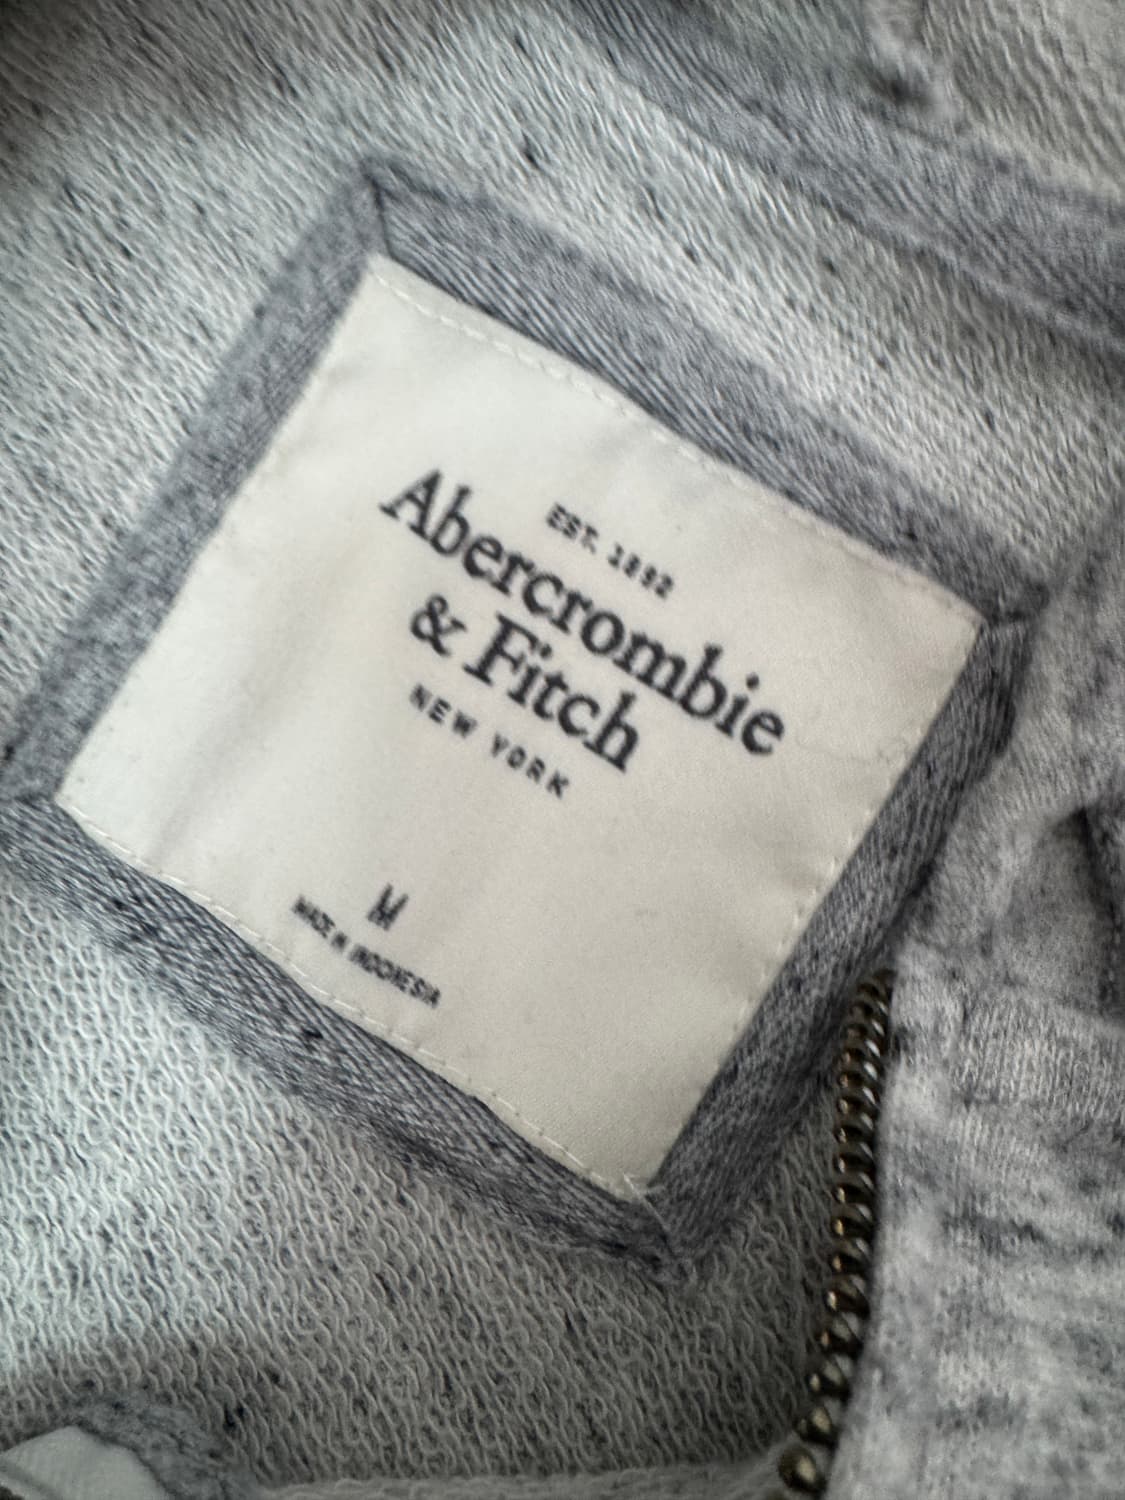 EST. 1892
Abercrombie
& Fitch
NEW YORK
M
MADE IN INDONESIA